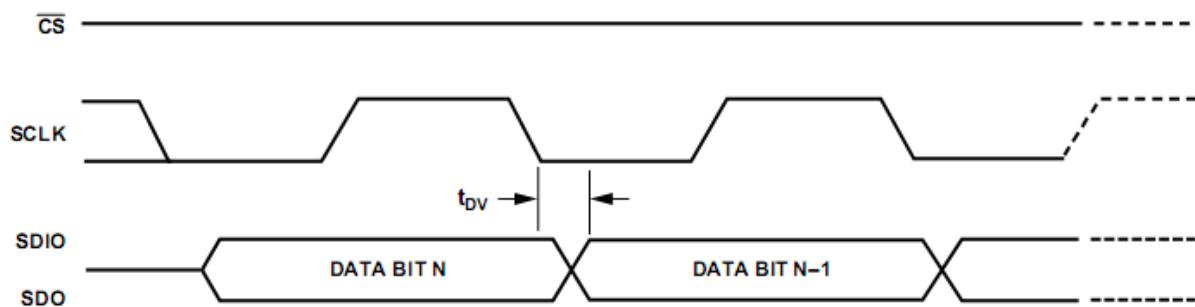 CS
SCLK
tDV
SDIO
DATA BIT N
DATA BIT N–1
SDO